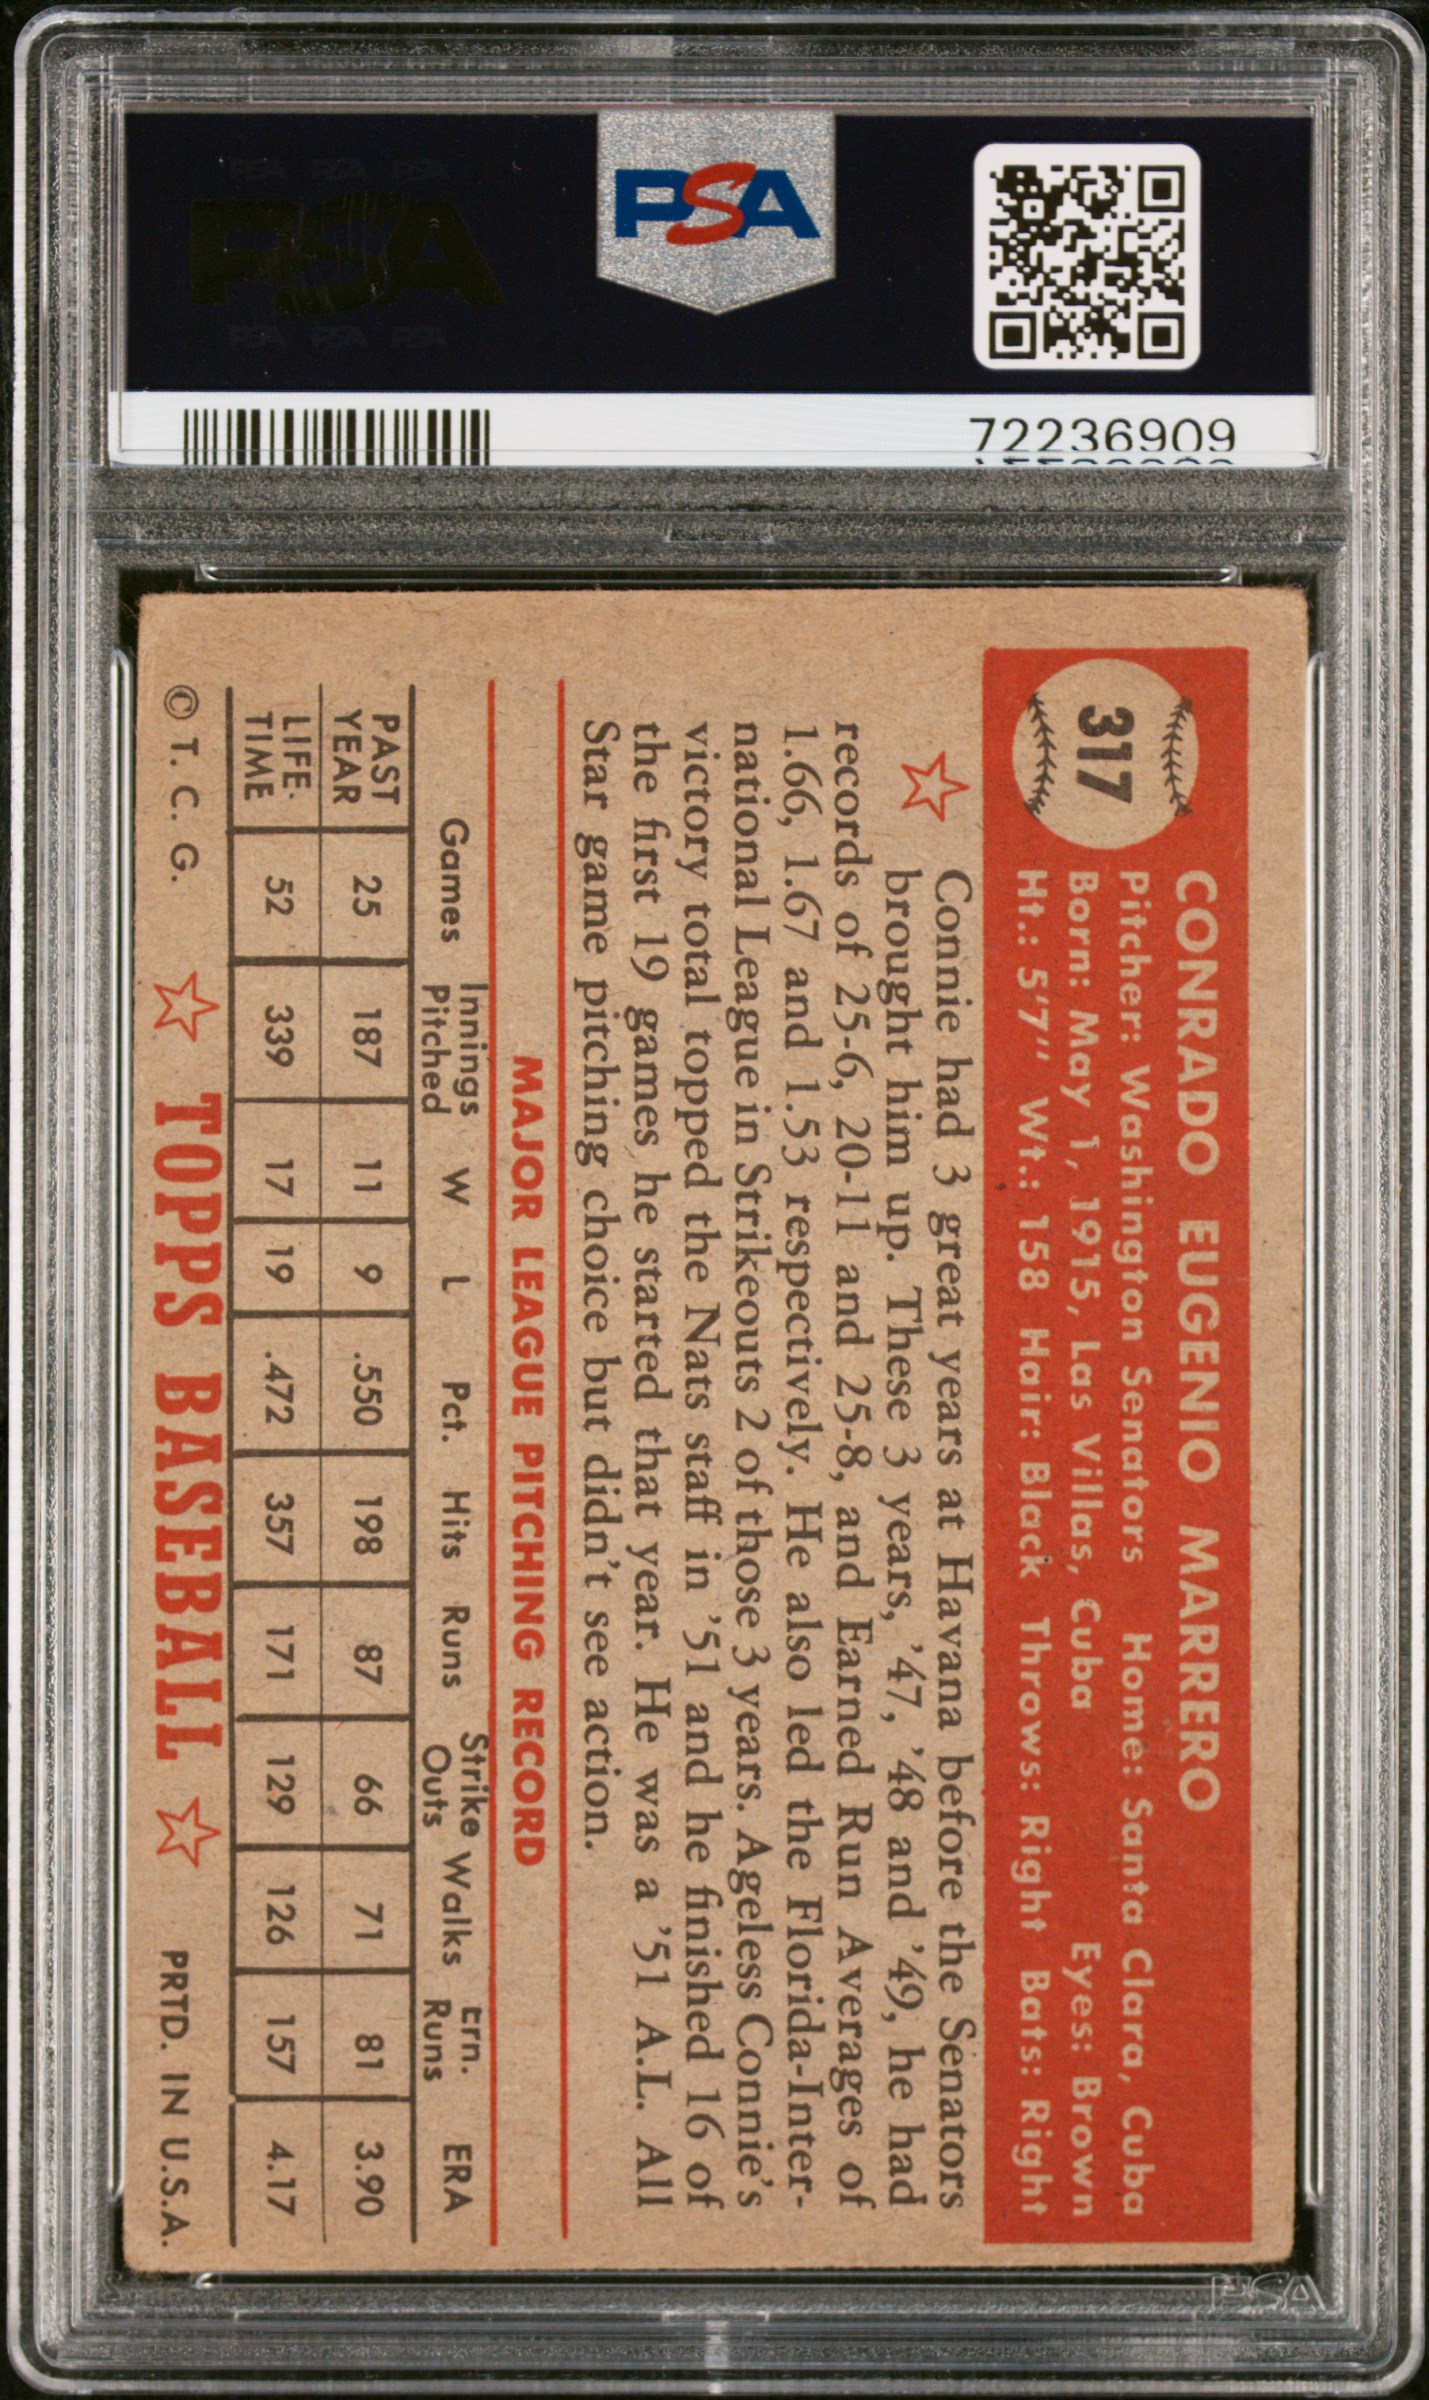 PSA
PSA PSA PSA
PSA
PSA PSA PSA
72236909
317
CONRADO EUGENIO MARRERO
Pitcher: Washington Senators Home: Santa Clara, Cuba
Born: May 1, 1915, Las Villas, Cuba Eyes: Brown
Ht.: 5'7" Wt.: 158 Hair: Black Throws: Right Bats: Right
Connie had 3 great years at Havana before the Senators
brought him up. These 3 years, '47, '48 and '49, he had
records of 25-6, 20-11 and 25-8, and Earned Run Averages of
1.66, 1.67 and 1.53 respectively. He also led the Florida-Inter-
national League in Strikeouts 2 of those 3 years. Ageless Connie's
victory total topped the Nats staff in '51 and he finished 16 of
the first 19 games he started that year. He was a '51 A.L. All
Star game pitching choice but didn't see action.
MAJOR LEAGUE PITCHING RECORD
Games Innings Pitched W L Pct. Hits Runs Strike Outs Walks Ern. Runs ERA
PAST YEAR 25 187 11 9 .550 198 87 66 71 81 3.90
LIFE- TIME 52 339 17 19 .472 357 171 129 126 157 4.17
© T. C. G. TOPPS BASEBALL PRTD. IN U.S.A.
PSA